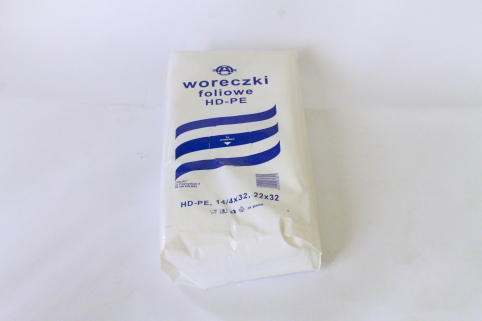 woreczki
foliowe
HD-PE
HD-PE, 14/4x32, 22x32